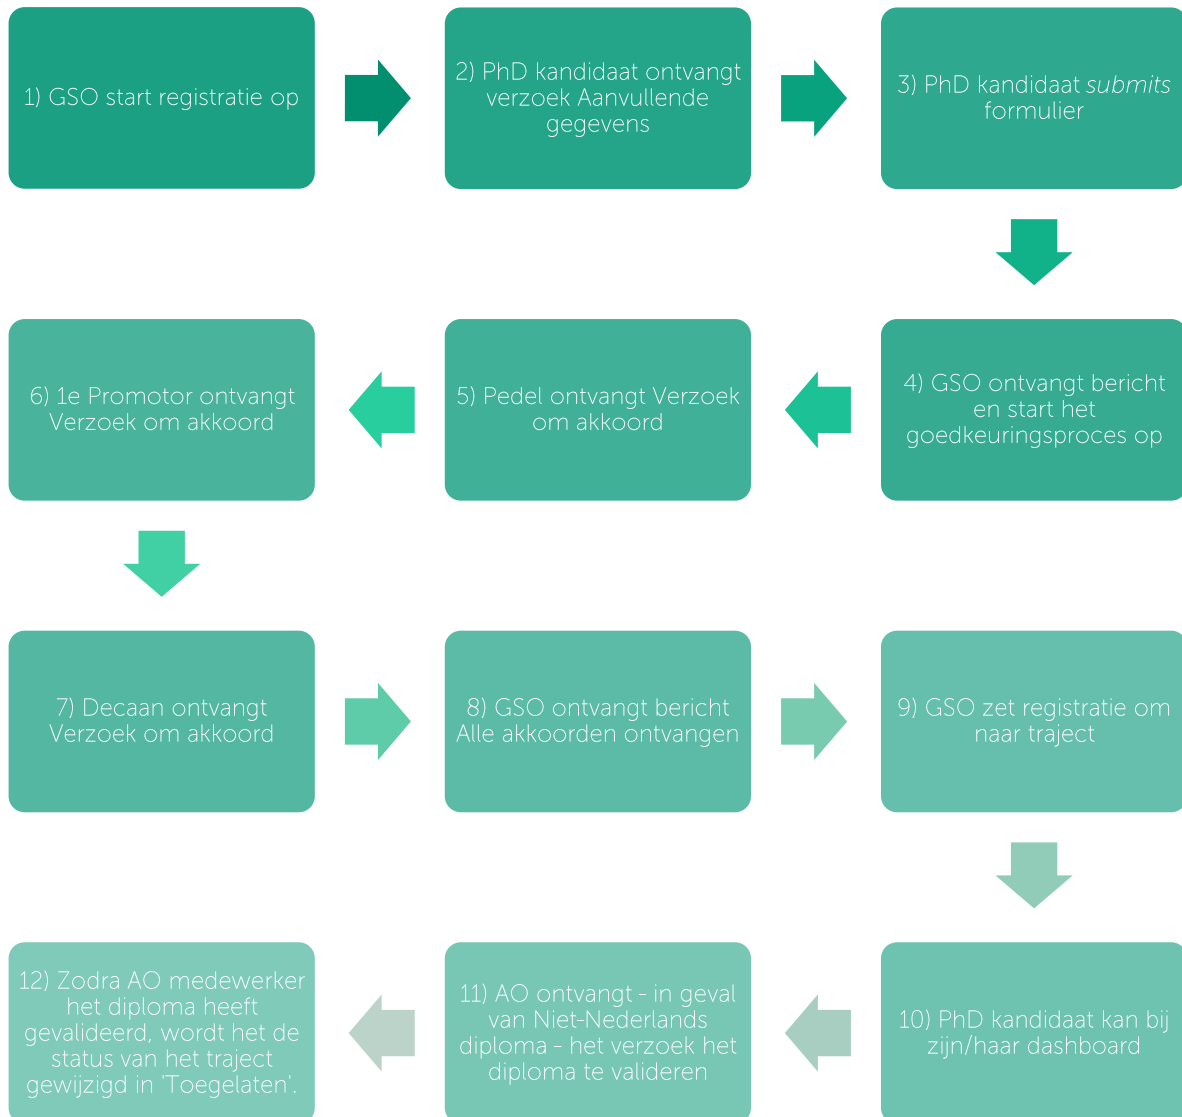 1) GSO start registratie op
2) PhD kandidaat ontvangt
verzoek Aanvullende
gegevens
3) PhD kandidaat submits
formulier
4) GSO ontvangt bericht
en start het
goedkeuringsproces op
5) Pedel ontvangt Verzoek
om akkoord
6) 1e Promotor ontvangt
Verzoek om akkoord
7) Decaan ontvangt
Verzoek om akkoord
8) GSO ontvangt bericht
Alle akkoorden ontvangen
9) GSO zet registratie om
naar traject
10) PhD kandidaat kan bij
zijn/haar dashboard
11) AO ontvangt - in geval
van Niet-Nederlands
diploma - het verzoek het
diploma te valideren
12) Zodra AO medewerker
het diploma heeft
gevalideerd, wordt het de
status van het traject
gewijzigd in 'Toegelaten'.